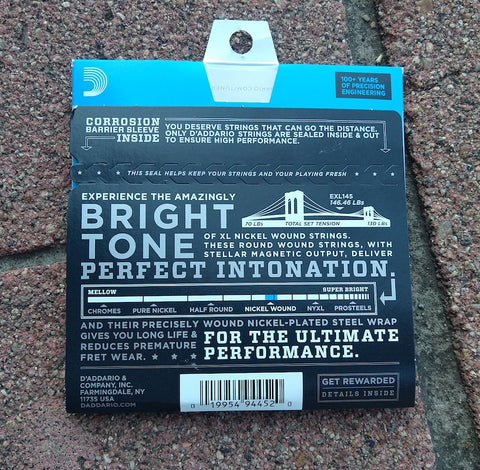 100+ YEARS
OF PRECISION
ENGINEERING
CORROSION
BARRIER SLEEVE
INSIDE
YOU DESERVE STRINGS THAT CAN GO THE DISTANCE.
ONLY D'ADDARIO STRINGS ARE SEALED INSIDE & OUT
TO ENSURE HIGH PERFORMANCE.
THIS SEAL HELPS KEEP YOUR STRINGS AND YOUR PLAYING FRESH
EXPERIENCE THE AMAZINGLY
BRIGHT
TONE
EXL145
146.46 LBs
70 LBs
TOTAL SET TENSION
130 LBs
OF XL NICKEL WOUND STRINGS.
THESE ROUND WOUND STRINGS, WITH
STELLAR MAGNETIC OUTPUT, DELIVER
PERFECT INTONATION.
MELLOW
SUPER BRIGHT
CHROMES
PURE NICKEL
HALF ROUND
NICKEL WOUND
NYXL
PROSTEELS
AND THEIR PRECISELY WOUND NICKEL-PLATED STEEL WRAP
GIVES YOU LONG LIFE &
REDUCES PREMATURE
FRET WEAR.
FOR THE ULTIMATE
PERFORMANCE.
D'ADDARIO &
COMPANY, INC.
FARMINGDALE, NY
11735 USA
DADDARIO.COM
0 19954 94452 0
GET REWARDED
DETAILS INSIDE